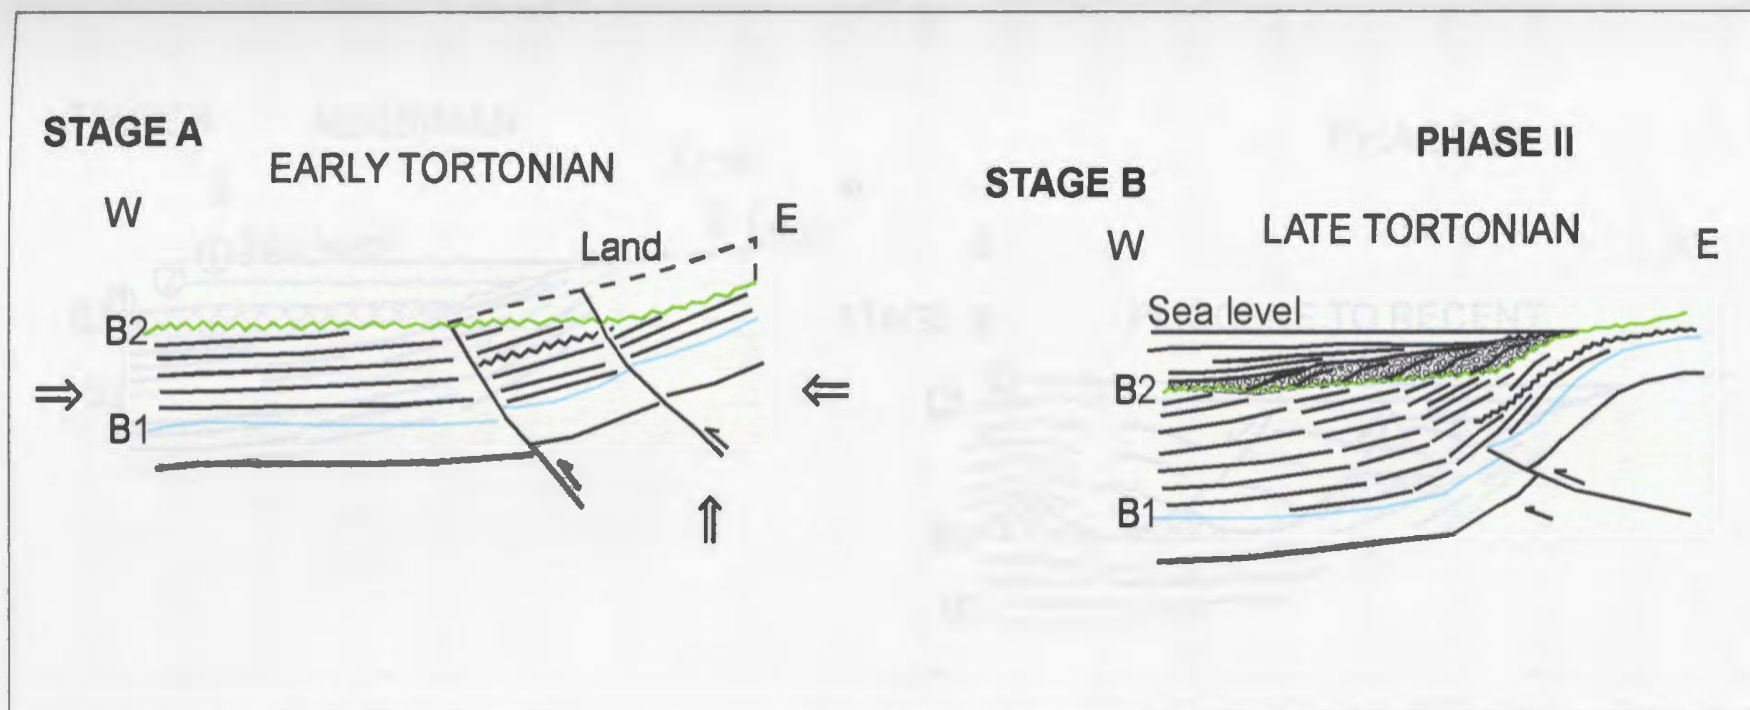 STAGE A
EARLY TORTONIAN
W
E
Land
B2
B1
PHASE II
STAGE B
LATE TORTONIAN
W
E
Sea level
B2
B1